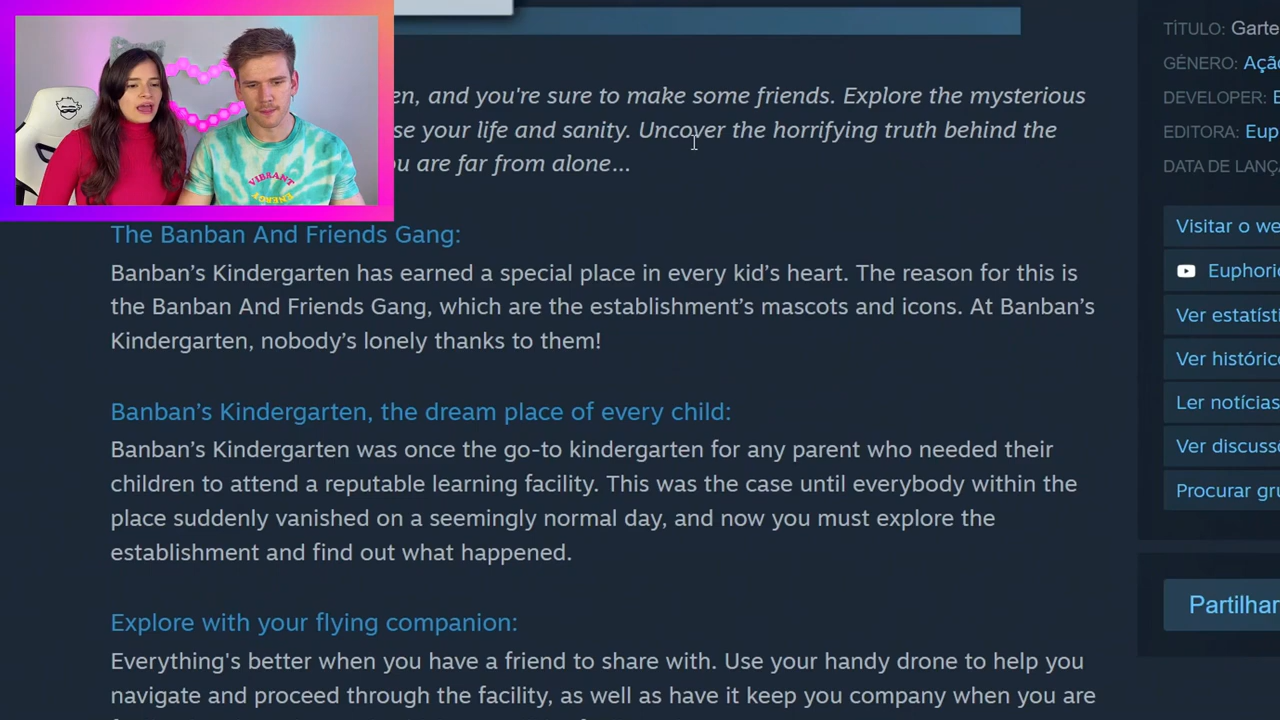 en, and you're sure to make some friends. Explore the mysterious
se your life and sanity. Uncover the horrifying truth behind the
ou are far from alone...
The Banban And Friends Gang:
Banban’s Kindergarten has earned a special place in every kid’s heart. The reason for this is
the Banban And Friends Gang, which are the establishment’s mascots and icons. At Banban’s
Kindergarten, nobody’s lonely thanks to them!
Banban’s Kindergarten, the dream place of every child:
Banban’s Kindergarten was once the go-to kindergarten for any parent who needed their
children to attend a reputable learning facility. This was the case until everybody within the
place suddenly vanished on a seemingly normal day, and now you must explore the
establishment and find out what happened.
Explore with your flying companion:
Everything's better when you have a friend to share with. Use your handy drone to help you
navigate and proceed through the facility, as well as have it keep you company when you are
TÍTULO: Garte
GÉNERO: Ação
DEVELOPER: E
EDITORA: Eup
DATA DE LANÇ
Visitar o we
Euphori
Ver estatísti
Ver históric
Ler notícias
Ver discuss
Procurar gru
Partilhar
VIBRANT
ENERGY